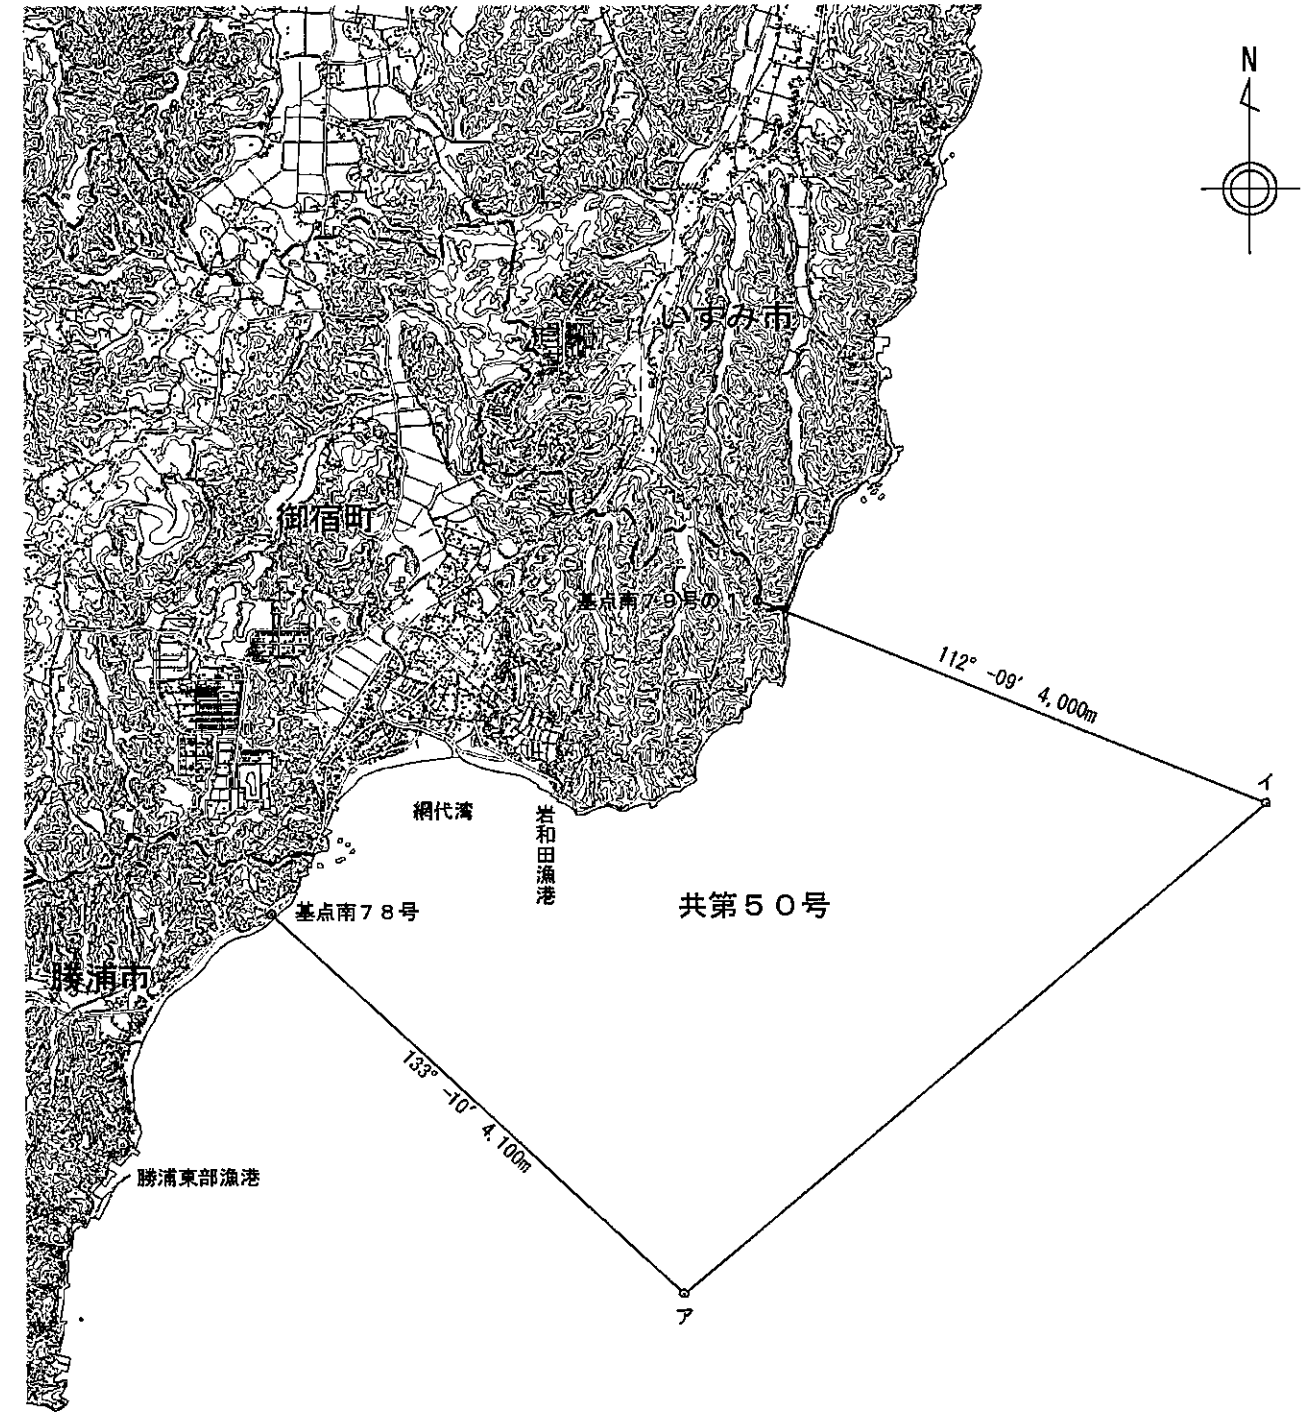 N
いすみ市
御宿町
基点南79号の1
112° -09′ 4,000m
イ
網代湾
岩和田漁港
共第50号
基点南78号
勝浦市
133° -10′ 4,100m
勝浦東部漁港
ア